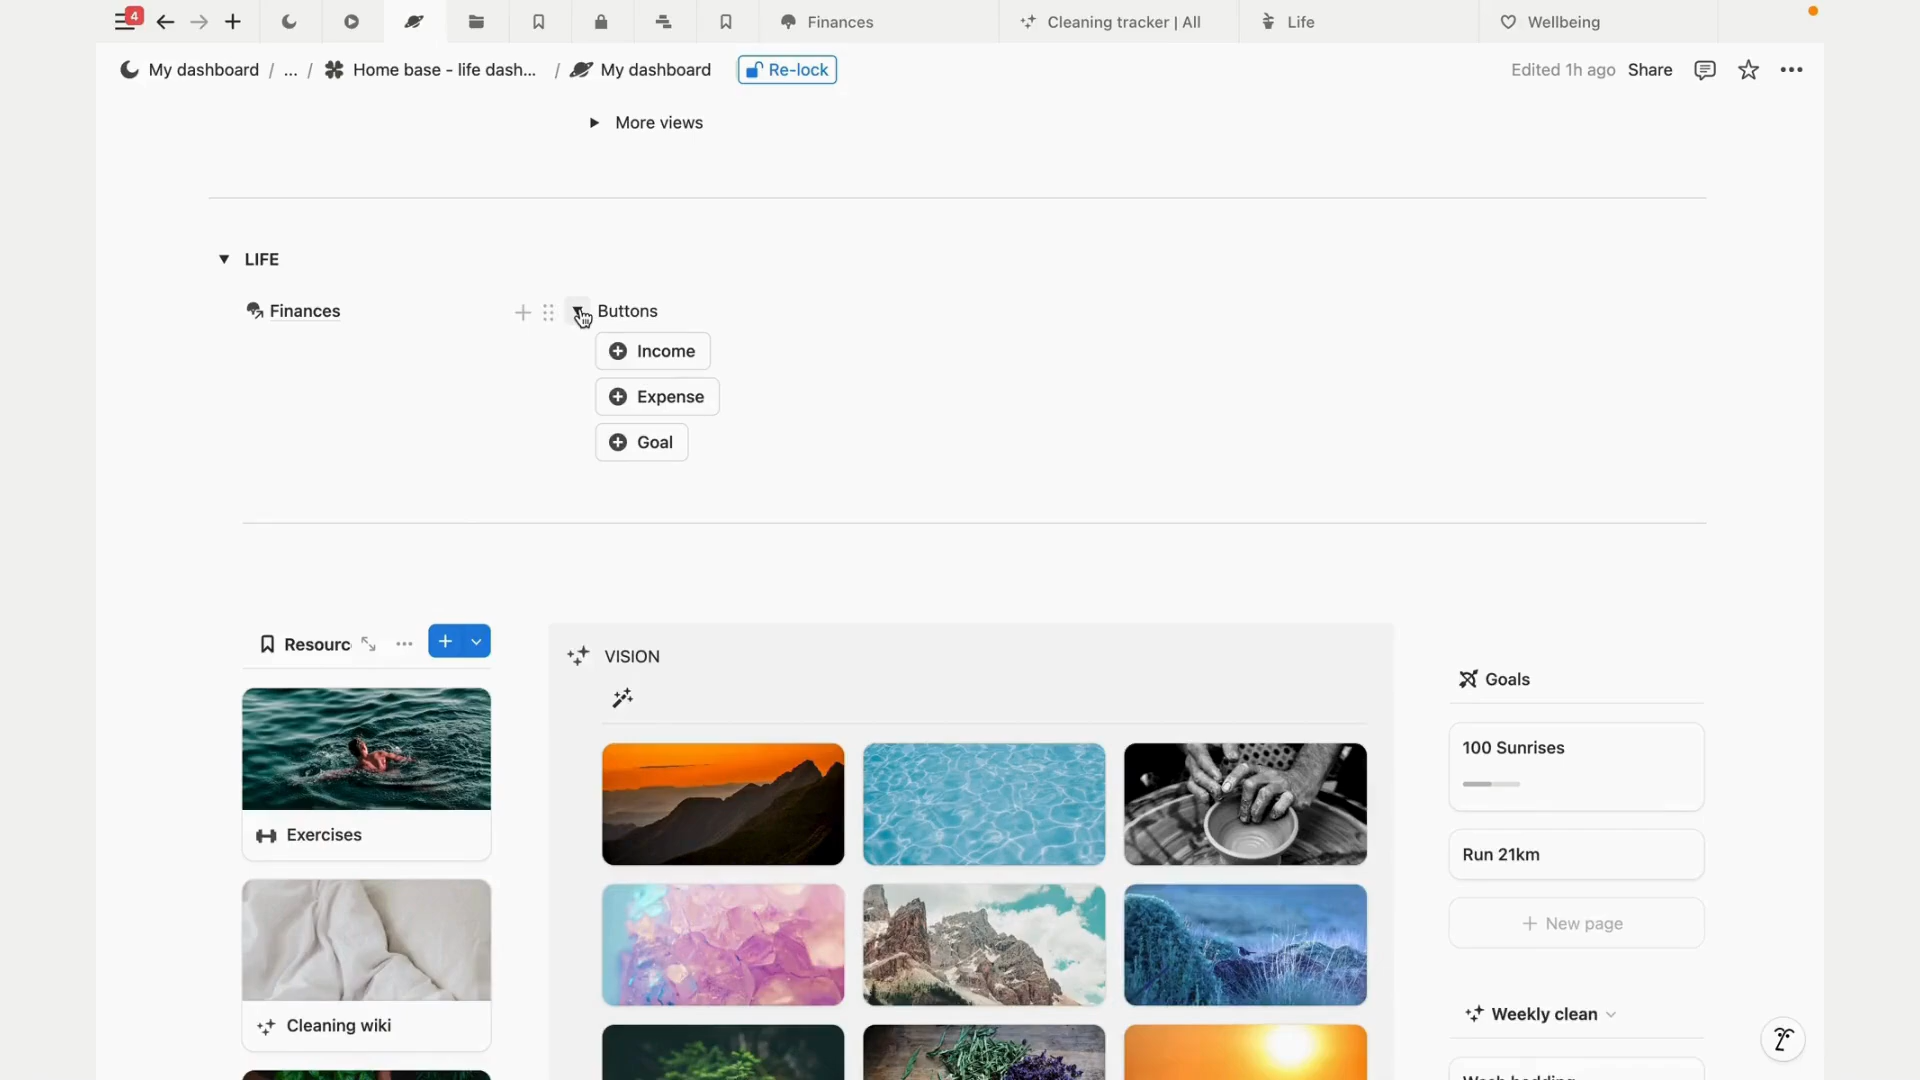 4
Finances
Cleaning tracker | All
Life
Wellbeing
My dashboard / ... / Home base - life dash... / My dashboard
Re-lock
Edited 1h ago
Share
More views
LIFE
Finances
Buttons
Income
Expense
Goal
Resourc
VISION
Goals
100 Sunrises
Run 21km
New page
Exercises
Cleaning wiki
Weekly clean